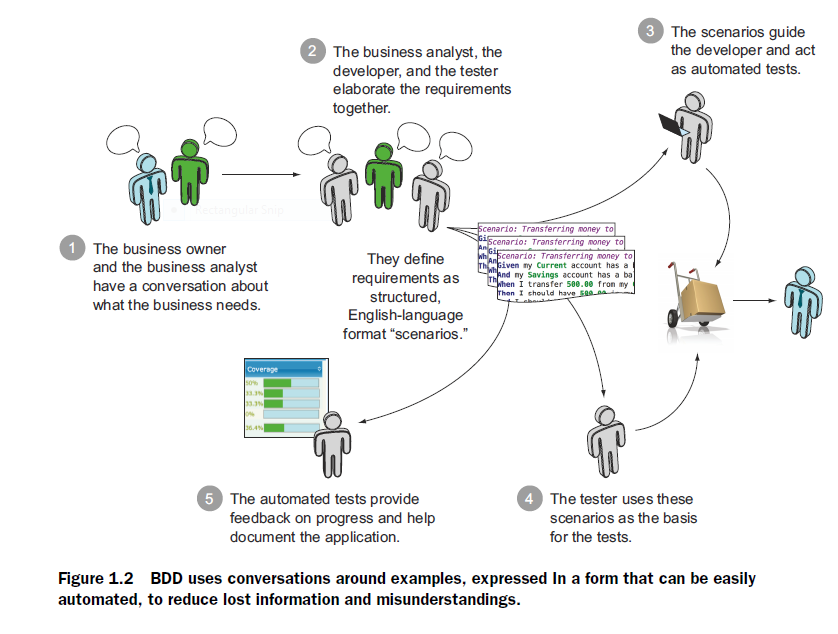 1
The business owner
and the business analyst
have a conversation about
what the business needs.
2
The business analyst, the
developer, and the tester
elaborate the requirements
together.
They define
requirements as
structured,
English-language
format “scenarios.”
Scenario: Transferring money to
Scenario: Transferring money to
Scenario: Transferring money to
Given my Current account has a
And my Savings account has a ba
When I transfer 500.00 from my
Then I should have 500.00
3
The scenarios guide
the developer and act
as automated tests.
4
The tester uses these
scenarios as the basis
for the tests.
Coverage
50%
33.3%
33.3%
0%
36.4%
5
The automated tests provide
feedback on progress and help
document the application.
Figure 1.2 BDD uses conversations around examples, expressed In a form that can be easily
automated, to reduce lost information and misunderstandings.